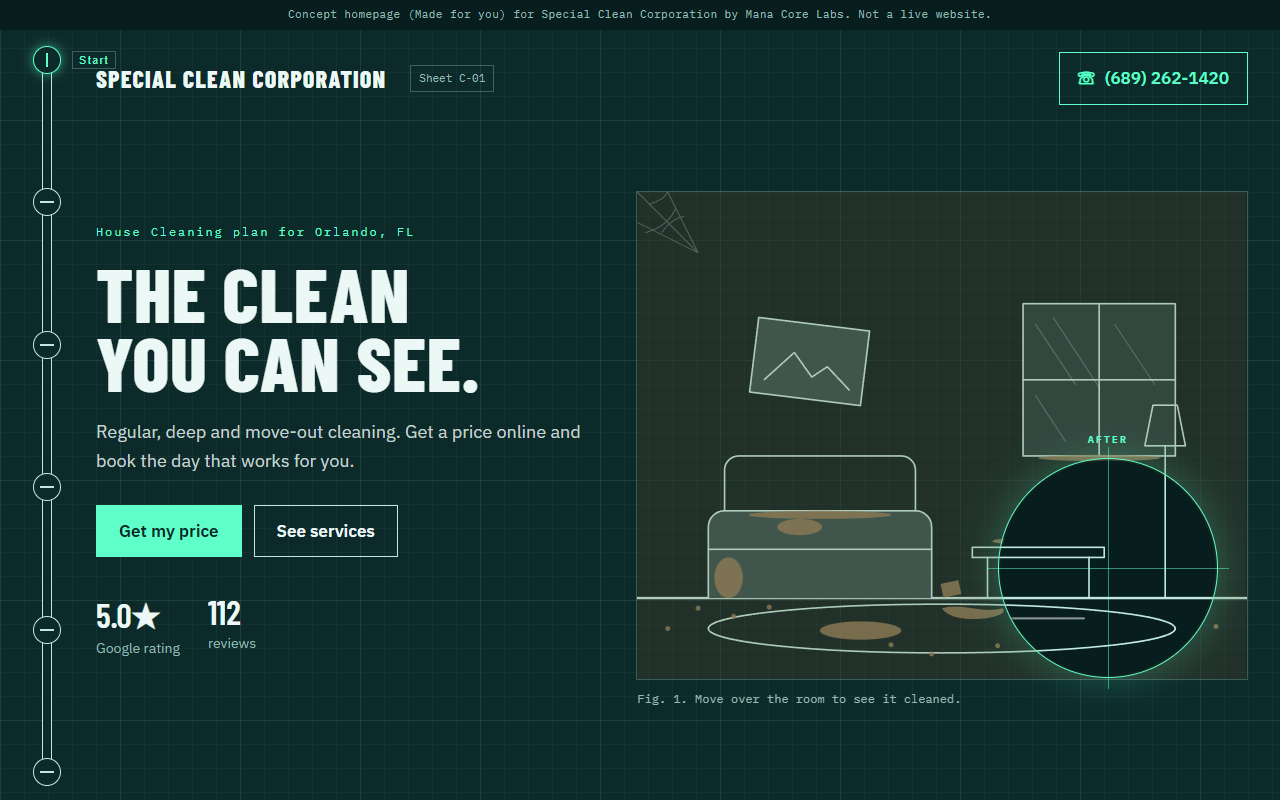 Concept homepage (Made for you) for Special Clean Corporation by Mana Core Labs. Not a live website.
Start
SPECIAL CLEAN CORPORATION
Sheet C-01
☏ (689) 262-1420
House Cleaning plan for Orlando, FL
THE CLEAN
YOU CAN SEE.
Regular, deep and move-out cleaning. Get a price online and
book the day that works for you.
Get my price
See services
5.0★
Google rating
112
reviews
AFTER
Fig. 1. Move over the room to see it cleaned.